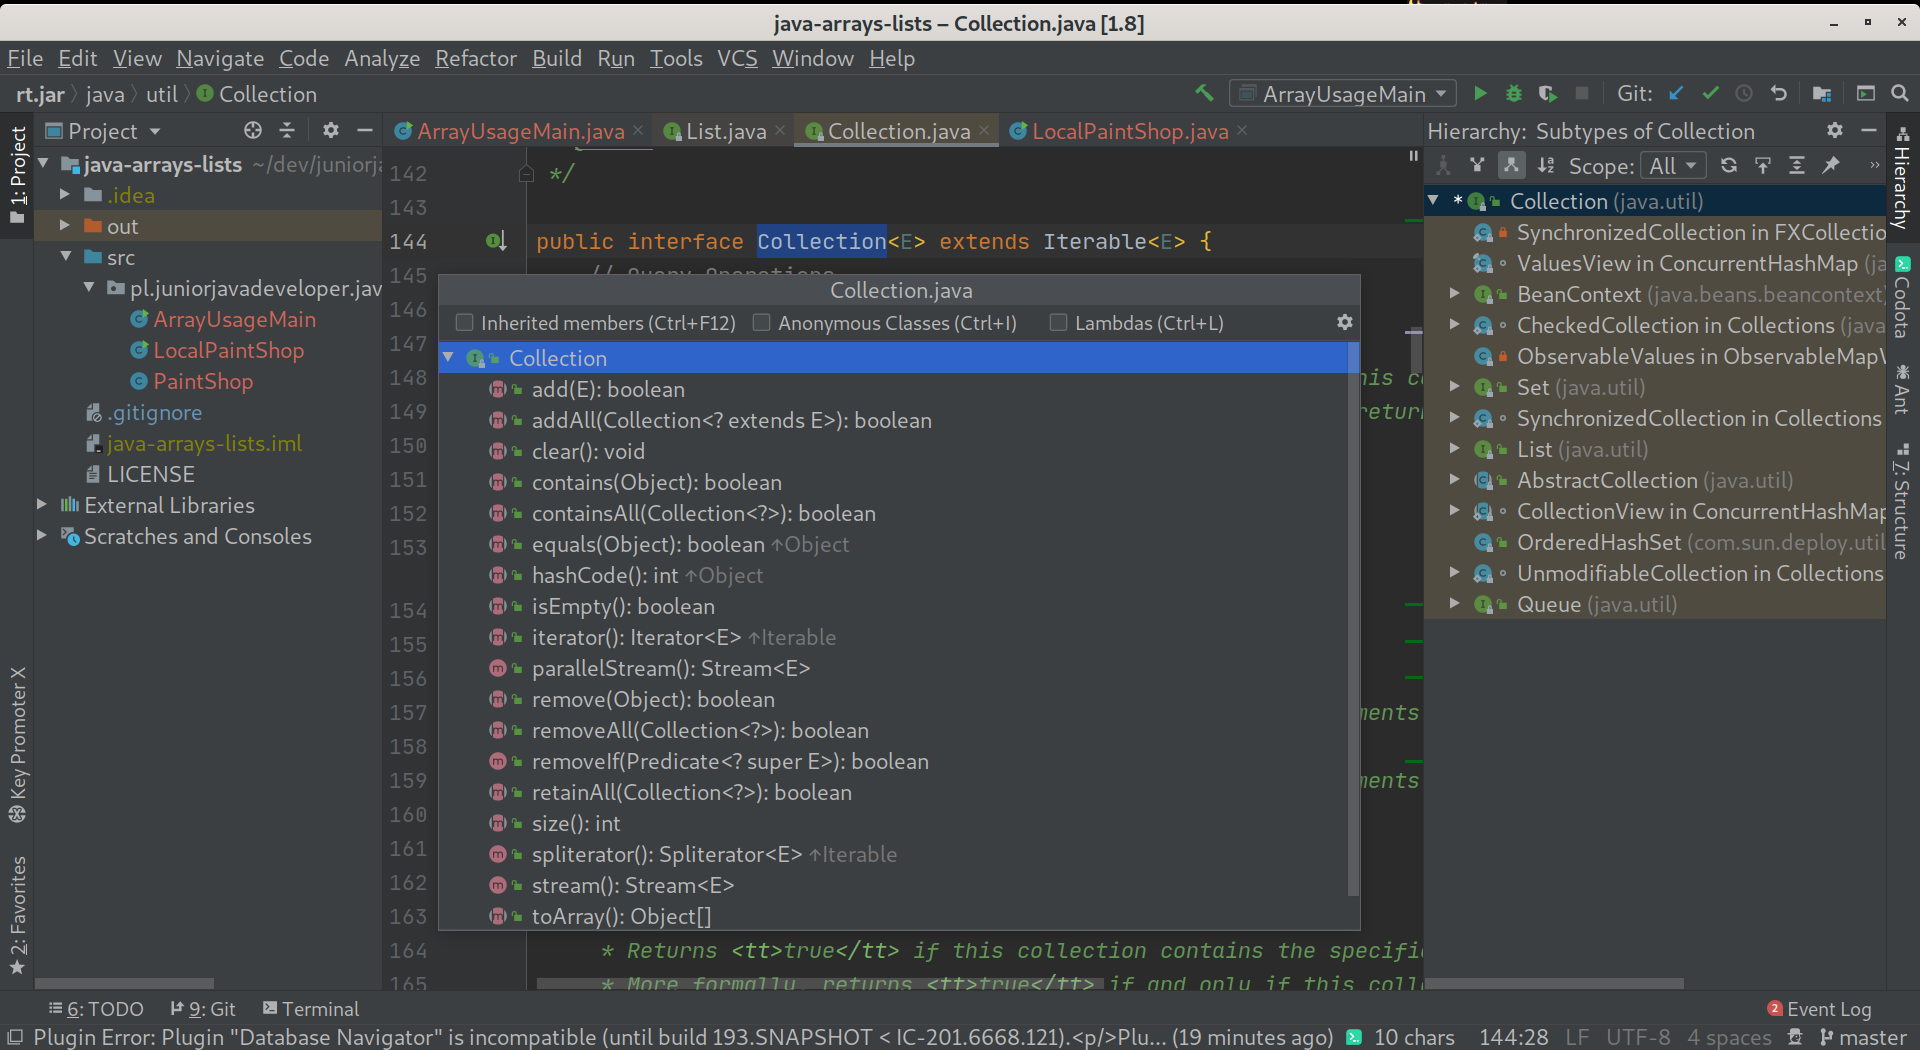 java-arrays-lists – Collection.java [1.8]
File Edit View Navigate Code Analyze Refactor Build Run Tools VCS Window Help
rt.jar java util Collection
ArrayUsageMain
Git:
1: Project
Key Promoter X
2: Favorites
Project
java-arrays-lists ~/dev/juniorja
.idea
out
src
pl.juniorjavadeveloper.jav
ArrayUsageMain
LocalPaintShop
PaintShop
.gitignore
java-arrays-lists.iml
LICENSE
External Libraries
Scratches and Consoles
ArrayUsageMain.java List.java Collection.java LocalPaintShop.java
142 */
143
144 public interface Collection<E> extends Iterable<E> {
145 // Query Operations
146
147
148 his c
149 return
150
151
152
153
154
155
156
157 ments
158
159 ments
160
161
162
163
164 * Returns <tt>true</tt> if this collection contains the specifi
165 * More formally, returns <tt>true</tt> if and only if this coll
Collection.java
Inherited members (Ctrl+F12) Anonymous Classes (Ctrl+I) Lambdas (Ctrl+L)
Collection
add(E): boolean
addAll(Collection<? extends E>): boolean
clear(): void
contains(Object): boolean
containsAll(Collection<?>): boolean
equals(Object): boolean ↑Object
hashCode(): int ↑Object
isEmpty(): boolean
iterator(): Iterator<E> ↑Iterable
parallelStream(): Stream<E>
remove(Object): boolean
removeAll(Collection<?>): boolean
removeIf(Predicate<? super E>): boolean
retainAll(Collection<?>): boolean
size(): int
spliterator(): Spliterator<E> ↑Iterable
stream(): Stream<E>
toArray(): Object[]
Hierarchy: Subtypes of Collection
Scope: All
* Collection (java.util)
SynchronizedCollection in FXCollectio
ValuesView in ConcurrentHashMap (ja
BeanContext (java.beans.beancontext
CheckedCollection in Collections (java
ObservableValues in ObservableMapW
Set (java.util)
SynchronizedCollection in Collections
List (java.util)
AbstractCollection (java.util)
CollectionView in ConcurrentHashMap
OrderedHashSet (com.sun.deploy.util
UnmodifiableCollection in Collections
Queue (java.util)
Hierarchy
Codota
Ant
7: Structure
6: TODO 9: Git Terminal
2 Event Log
Plugin Error: Plugin "Database Navigator" is incompatible (until build 193.SNAPSHOT < IC-201.6668.121).<p/>Plu... (19 minutes ago) 10 chars 144:28 LF UTF-8 4 spaces master